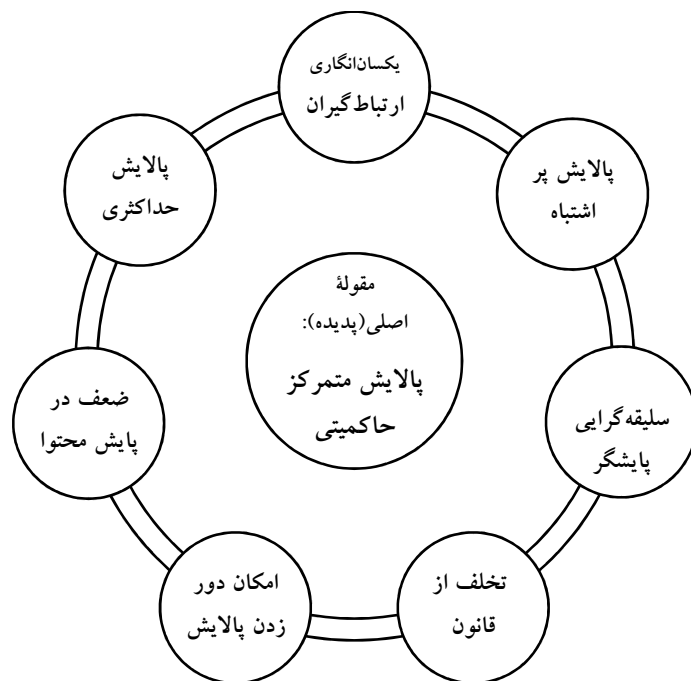 یکسان‌انگاری
ارتباط‌گیران
پالایش پر
اشتباه
سلیقه‌گرایی
پایشگر
تخلف از
قانون
امکان دور
زدن پالایش
ضعف در
پایش محتوا
پالایش
حداکثری
مقولهٔ
اصلی(پدیده):
پالایش متمرکز
حاکمیتی